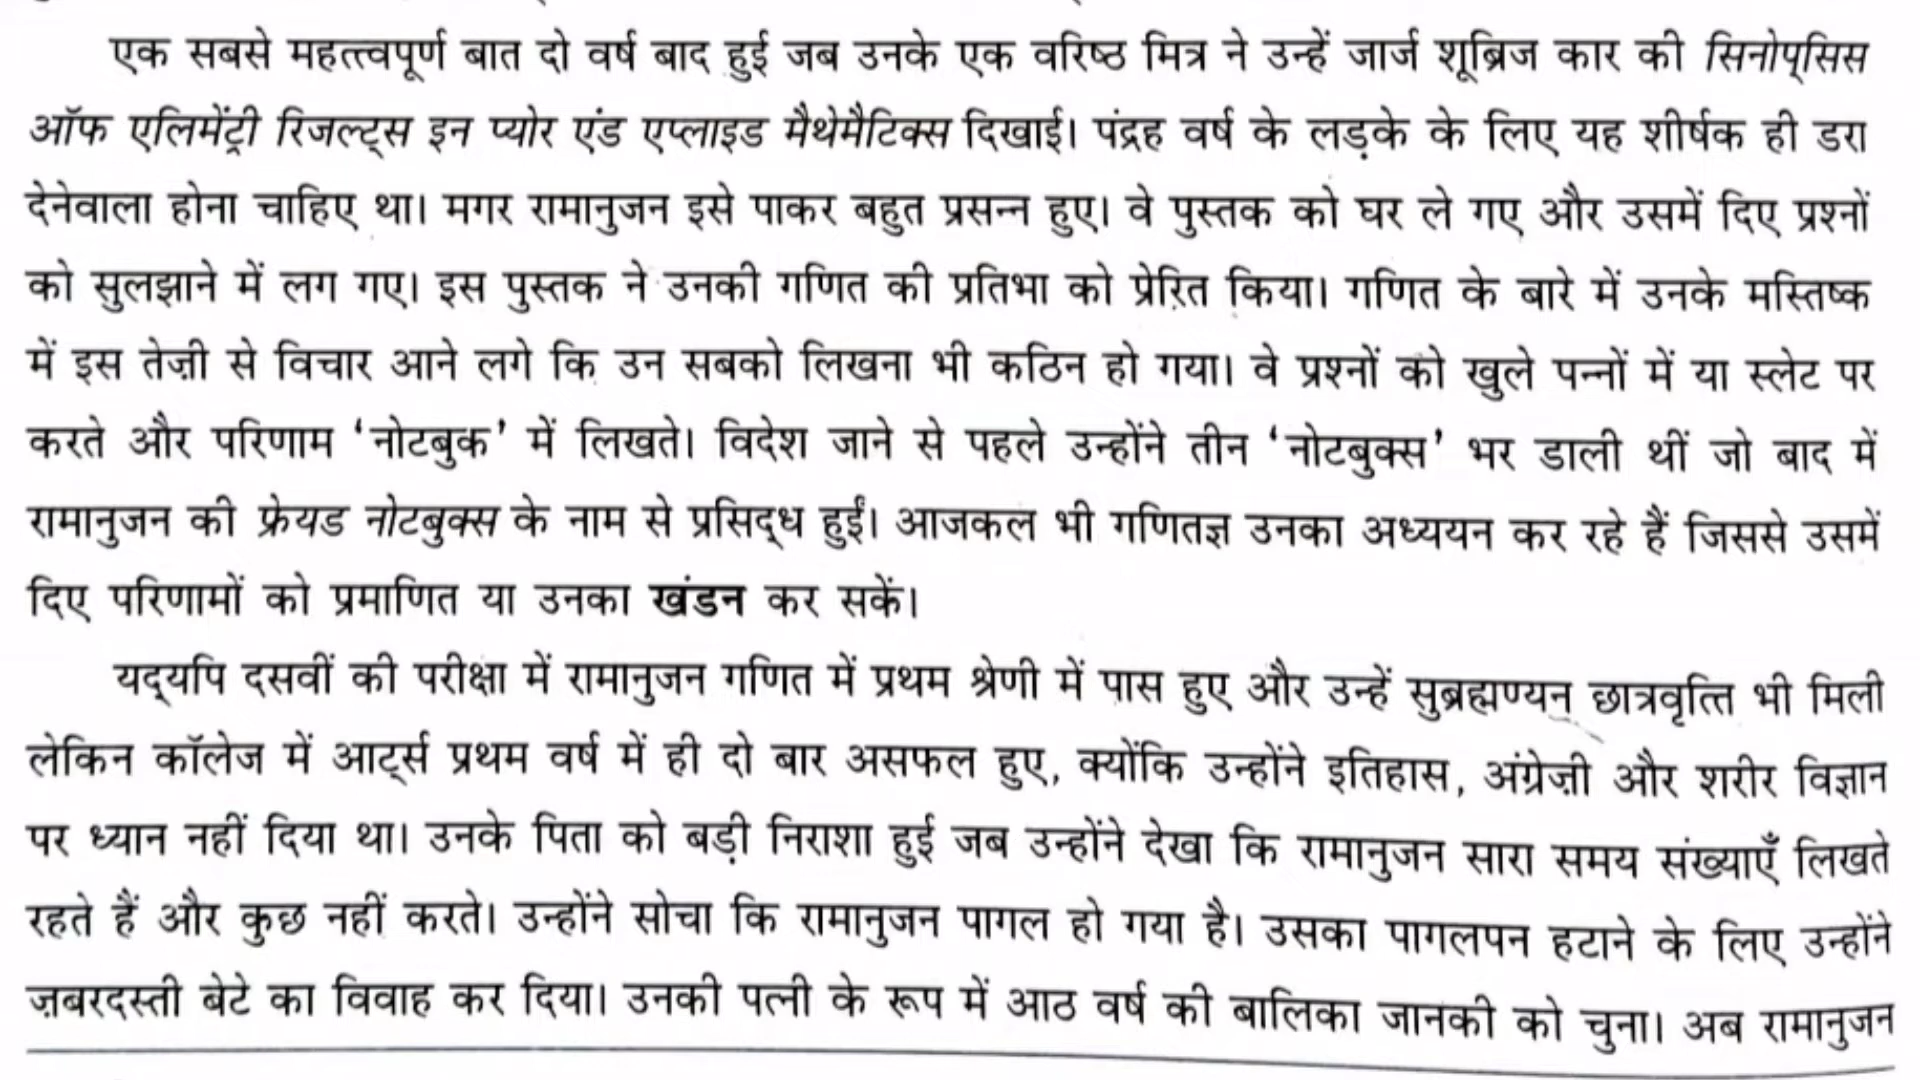 एक सबसे महत्त्वपूर्ण बात दो वर्ष बाद हुई जब उनके एक वरिष्ठ मित्र ने उन्हें जार्ज शूब्रिज कार की सिनोप्सिस
ऑफ एलिमेंट्री रिजल्ट्स इन प्योर एंड एप्लाइड मैथेमैटिक्स दिखाई। पंद्रह वर्ष के लड़के के लिए यह शीर्षक ही डरा
देनेवाला होना चाहिए था। मगर रामानुजन इसे पाकर बहुत प्रसन्न हुए। वे पुस्तक को घर ले गए और उसमें दिए प्रश्नों
को सुलझाने में लग गए। इस पुस्तक ने उनकी गणित की प्रतिभा को प्रेरित किया। गणित के बारे में उनके मस्तिष्क
में इस तेज़ी से विचार आने लगे कि उन सबको लिखना भी कठिन हो गया। वे प्रश्नों को खुले पन्नों में या स्लेट पर
करते और परिणाम ‘नोटबुक’ में लिखते। विदेश जाने से पहले उन्होंने तीन ‘नोटबुक्स’ भर डाली थीं जो बाद में
रामानुजन की फ्रेयड नोटबुक्स के नाम से प्रसिद्ध हुईं। आजकल भी गणितज्ञ उनका अध्ययन कर रहे हैं जिससे उसमें
दिए परिणामों को प्रमाणित या उनका खंडन कर सकें।
यद्यपि दसवीं की परीक्षा में रामानुजन गणित में प्रथम श्रेणी में पास हुए और उन्हें सुब्रह्मण्यन् छात्रवृत्ति भी मिली
लेकिन कॉलेज में आर्ट्स प्रथम वर्ष में ही दो बार असफल हुए, क्योंकि उन्होंने इतिहास, अंग्रेज़ी और शरीर विज्ञान
पर ध्यान नहीं दिया था। उनके पिता को बड़ी निराशा हुई जब उन्होंने देखा कि रामानुजन सारा समय संख्याएँ लिखते
रहते हैं और कुछ नहीं करते। उन्होंने सोचा कि रामानुजन पागल हो गया है। उसका पागलपन हटाने के लिए उन्होंने
ज़बरदस्ती बेटे का विवाह कर दिया। उनकी पत्नी के रूप में आठ वर्ष की बालिका जानकी को चुना। अब रामानुजन